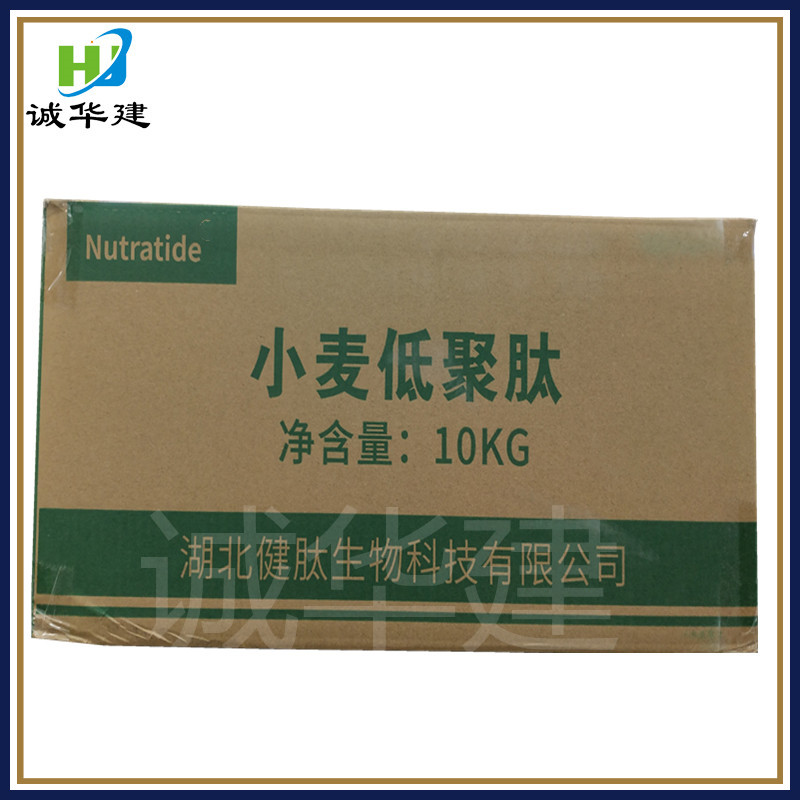 诚华建
Nutratide
小麦低聚肽
净含量：10KG
湖北健肽生物科技有限公司
诚华建